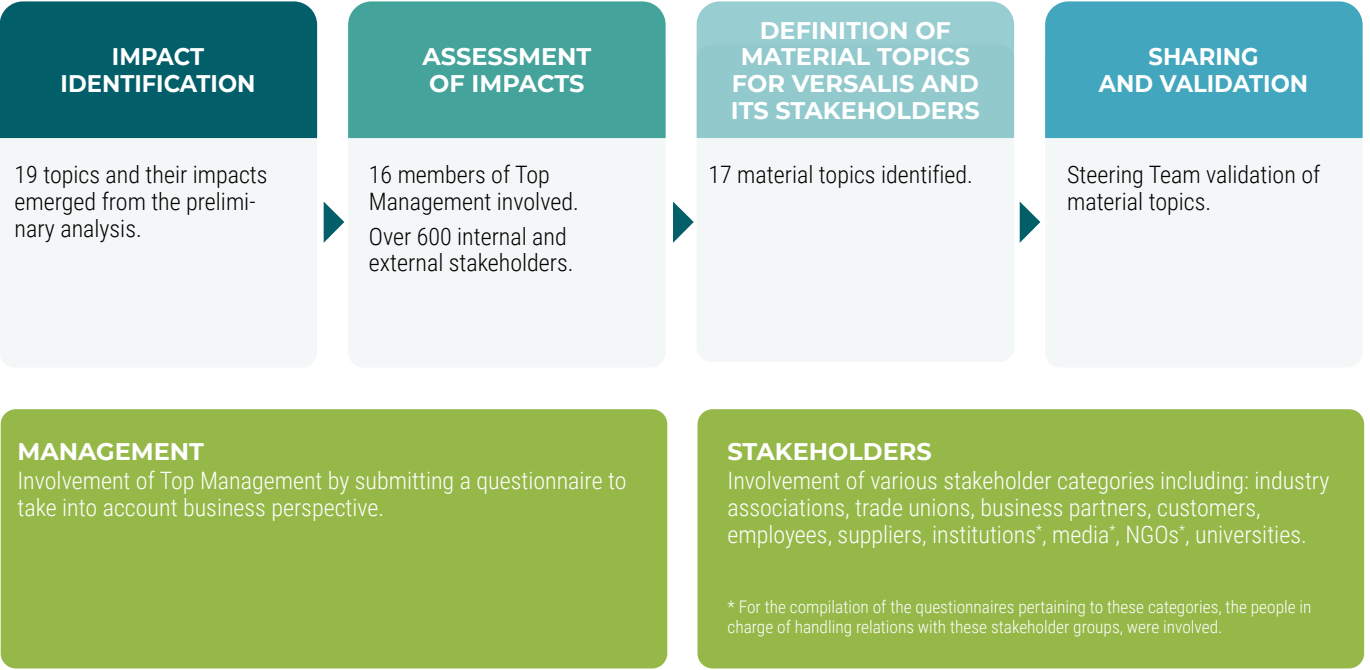 IMPACT
IDENTIFICATION
19 topics and their impacts
emerged from the prelimi-
nary analysis.
ASSESSMENT
OF IMPACTS
16 members of Top
Management involved.
Over 600 internal and
external stakeholders.
DEFINITION OF
MATERIAL TOPICS
FOR VERSALIS AND
ITS STAKEHOLDERS
17 material topics identified.
SHARING
AND VALIDATION
Steering Team validation of
material topics.
MANAGEMENT
Involvement of Top Management by submitting a questionnaire to
take into account business perspective.
STAKEHOLDERS
Involvement of various stakeholder categories including: industry
associations, trade unions, business partners, customers,
employees, suppliers, institutions*, media*, NGOs*, universities.
* For the compilation of the questionnaires pertaining to these categories, the people in
charge of handling relations with these stakeholder groups, were involved.